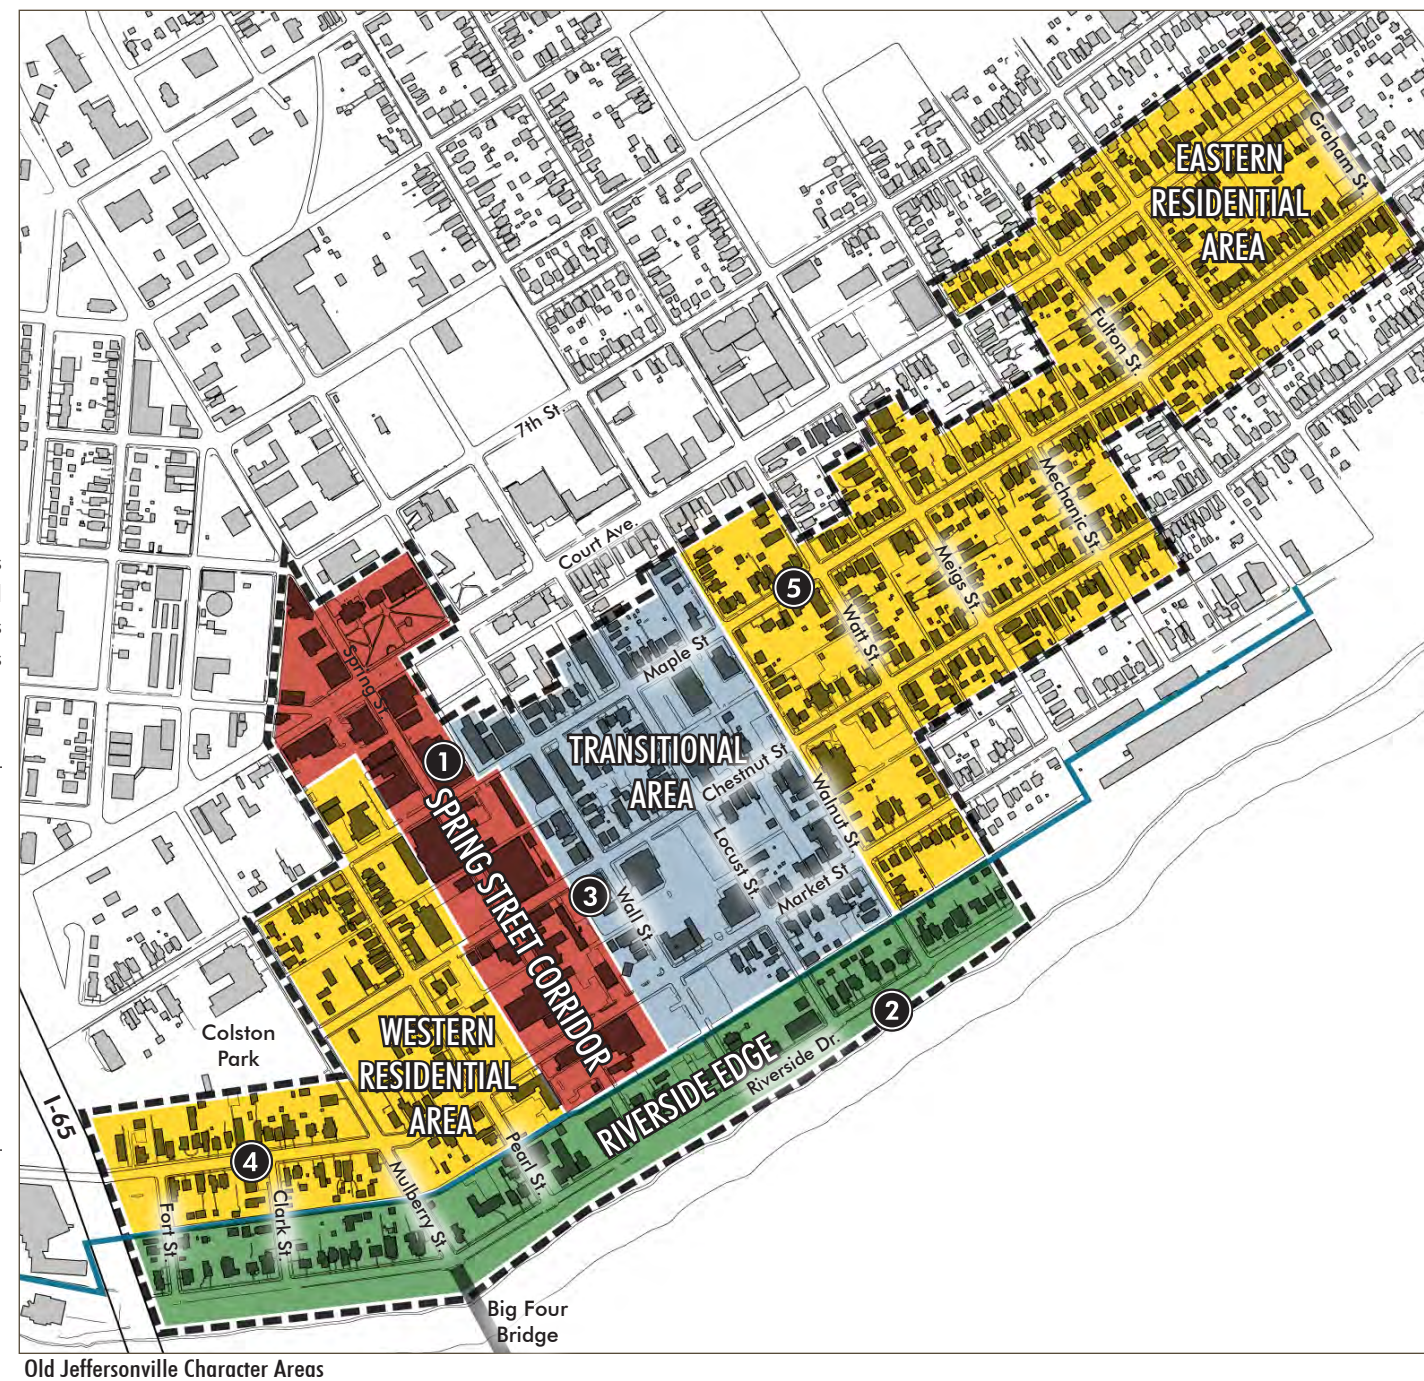 Graham St.
EASTERN
RESIDENTIAL
AREA
Fulton St.
7th St
Court Ave.
Mechanic St.
Meigs St.
5
Watt St.
Maple St
Spring St.
TRANSITIONAL
AREA
1
Chestnut St
Walnut St.
SPRING STREET CORRIDOR
Locust St.
Market St
3
Wall St.
2
Colston
Park
WESTERN
RESIDENTIAL
AREA
Riverside Dr.
RIVERSIDE EDGE
I-65
4
Pearl St.
Mulberry St.
Clark St.
Fort St.
Big Four
Bridge
Old Jeffersonville Character Areas